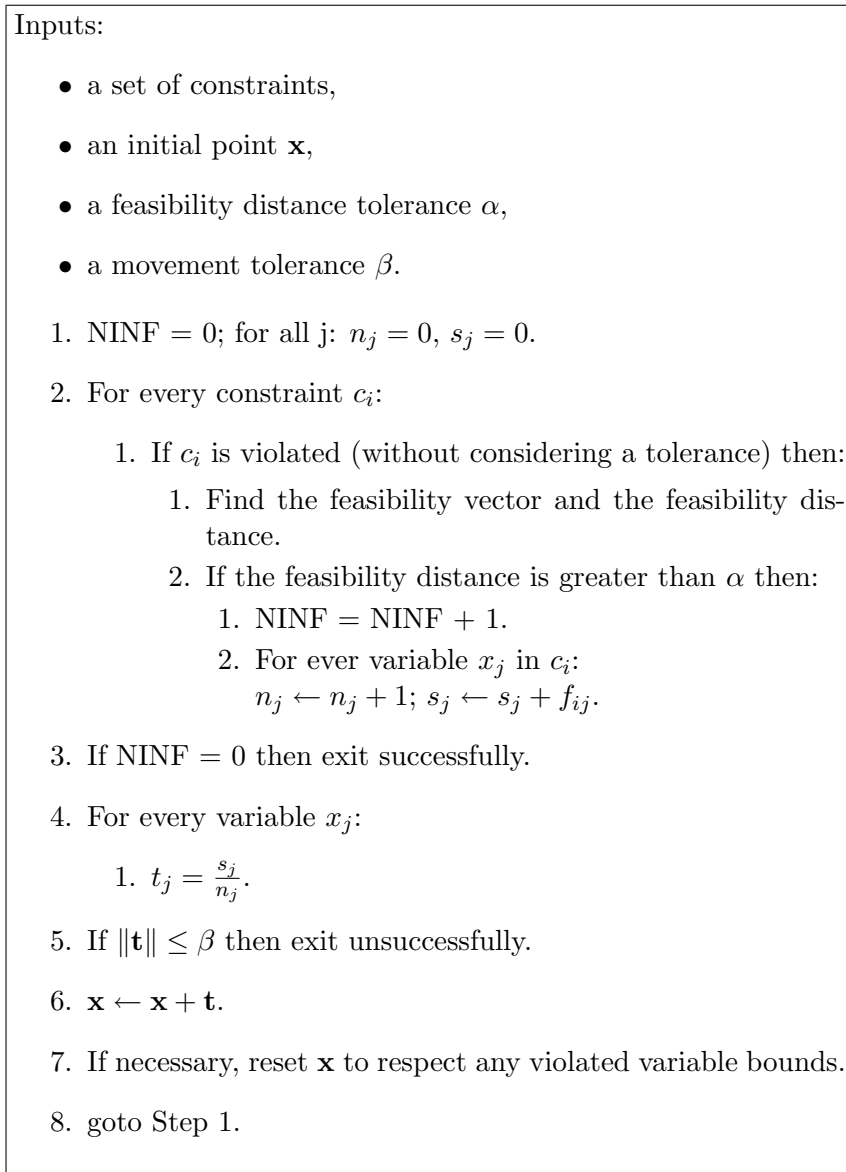 Inputs:
• a set of constraints,
• an initial point x,
• a feasibility distance tolerance α,
• a movement tolerance β.
1. NINF = 0; for all j: n_j = 0, s_j = 0.
2. For every constraint c_i:
1. If c_i is violated (without considering a tolerance) then:
1. Find the feasibility vector and the feasibility dis-
tance.
2. If the feasibility distance is greater than α then:
1. NINF = NINF + 1.
2. For ever variable x_j in c_i:
n_j ← n_j + 1; s_j ← s_j + f_ij.
3. If NINF = 0 then exit successfully.
4. For every variable x_j:
1. t_j = s_j/n_j.
5. If ‖t‖ ≤ β then exit unsuccessfully.
6. x ← x + t.
7. If necessary, reset x to respect any violated variable bounds.
8. goto Step 1.